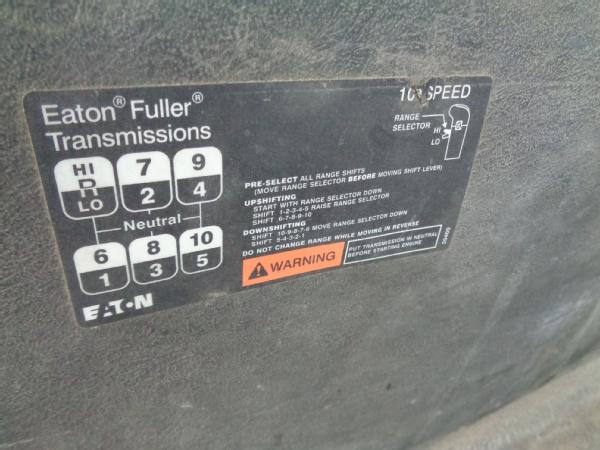 Eaton® Fuller®
Transmissions
10 SPEED
RANGE
SELECTOR
HI
LO
HI
R
LO
7
2
9
4
Neutral
6
1
8
3
10
5
PRE-SELECT ALL RANGE SHIFTS
(MOVE RANGE SELECTOR BEFORE MOVING SHIFT LEVER)
UPSHIFTING
START WITH RANGE SELECTOR DOWN
SHIFT 1-2-3-4-5 RAISE RANGE SELECTOR
SHIFT 6-7-8-9-10
DOWNSHIFTING
SHIFT 10-9-8-7-6 MOVE RANGE SELECTOR DOWN
SHIFT 5-4-3-2-1
DO NOT CHANGE RANGE WHILE MOVING IN REVERSE
WARNING
PUT TRANSMISSION IN NEUTRAL
BEFORE STARTING ENGINE
EATON